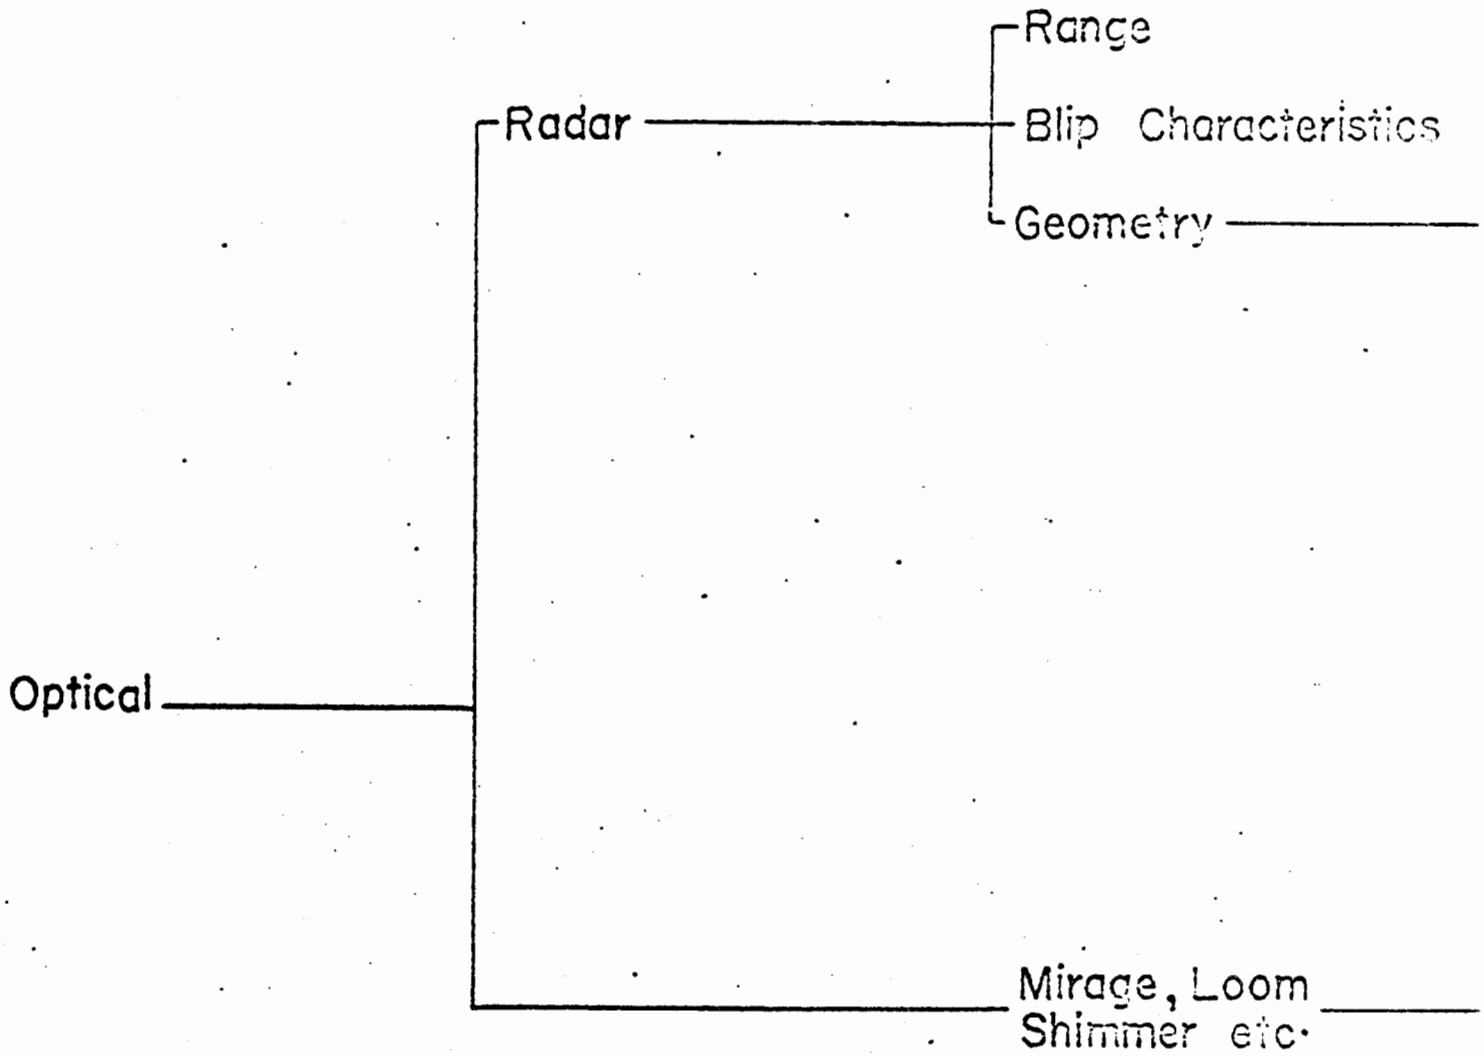 Range
Radar
Blip Characteristics
Geometry
Optical
Mirage, Loom
Shimmer etc.